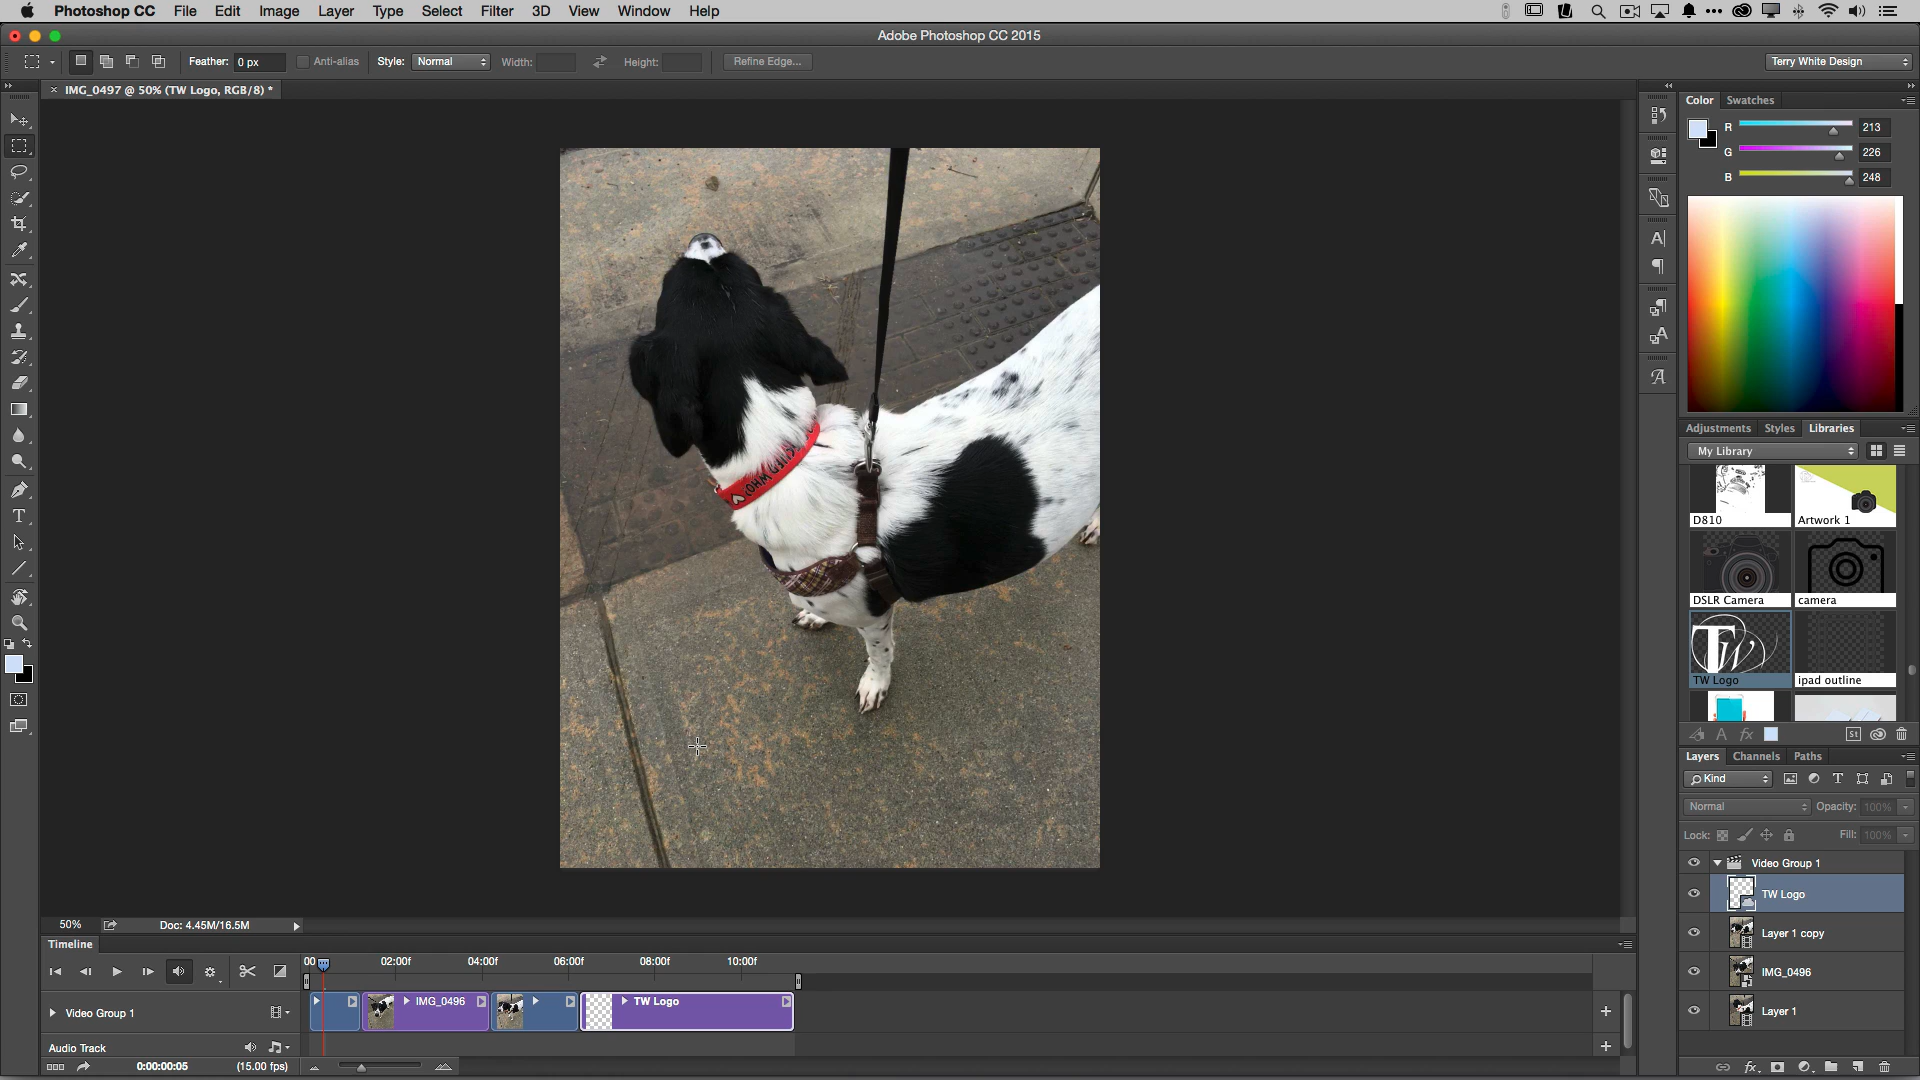 Photoshop CC File Edit Image Layer Type Select Filter 3D View Window Help
Adobe Photoshop CC 2015
Feather: 0 px Anti-alias Style: Normal Width: Height: Refine Edge... Terry White Design
× IMG_0497 @ 50% (TW Logo, RGB/8) *
Color Swatches
R 213
G 226
B 248
Adjustments Styles Libraries
My Library
D810 Artwork 1
DSLR Camera camera
TW Logo ipad outline
St
Layers Channels Paths
Kind
Normal Opacity: 100%
Lock: Fill: 100%
Video Group 1
TW Logo
Layer 1 copy
IMG_0496
Layer 1
50% Doc: 4.45M/16.5M
Timeline
00 02:00f 04:00f 06:00f 08:00f 10:00f
Video Group 1 IMG_0496 TW Logo
Audio Track
0:00:00:05 (15.00 fps)